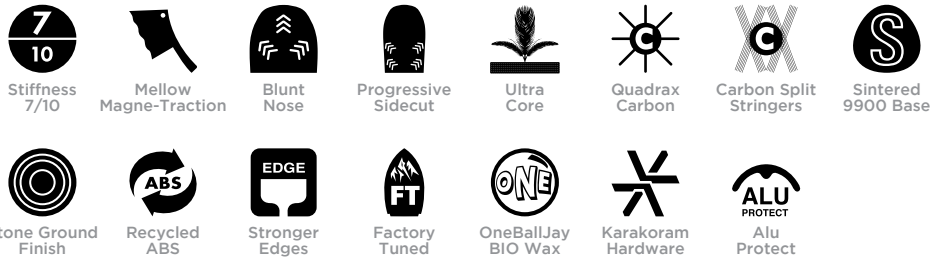 7
10
C
C
S
Stiffness
7/10
Mellow
Magne-Traction
Blunt
Nose
Progressive
Sidecut
Ultra
Core
Quadrax
Carbon
Carbon Split
Stringers
Sintered
9900 Base
ABS
EDGE
FT
ONE
ALU
PROTECT
tone Ground
Finish
Recycled
ABS
Stronger
Edges
Factory
Tuned
OneBallJay
BIO Wax
Karakoram
Hardware
Alu
Protect